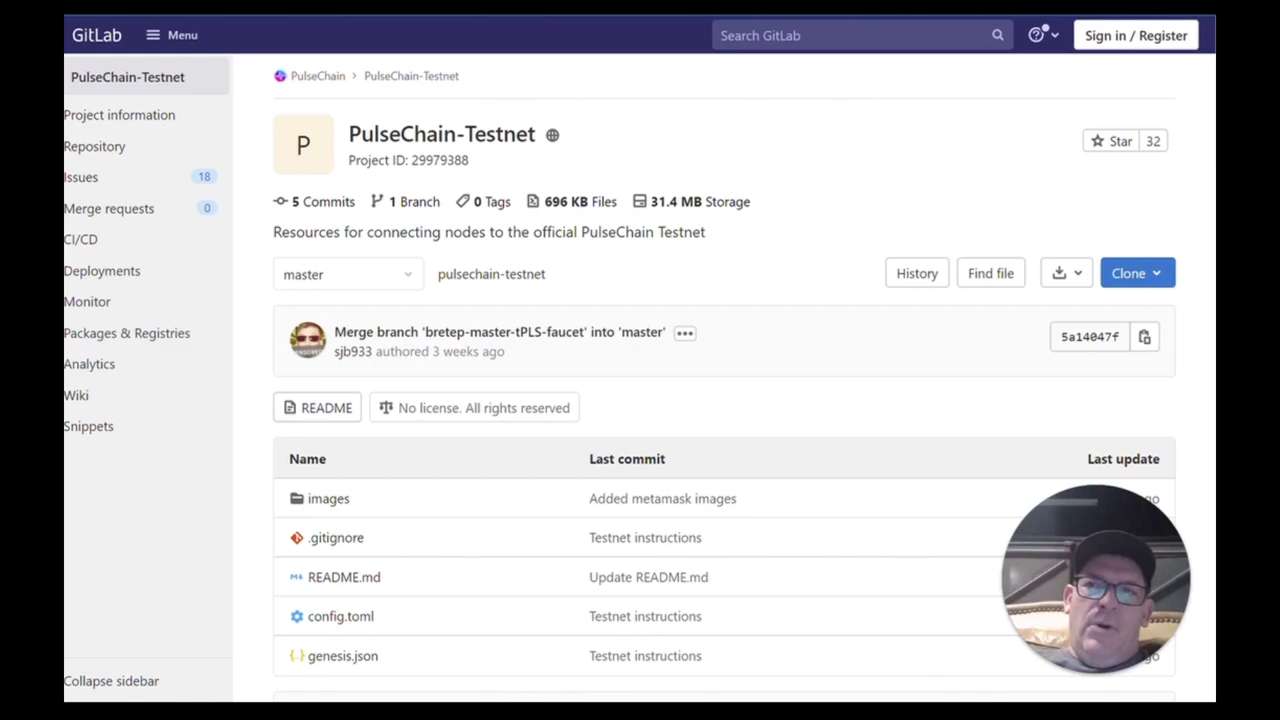 GitLab Menu Search GitLab Sign in / Register
PulseChain-Testnet
Project information
Repository
Issues 18
Merge requests 0
CI/CD
Deployments
Monitor
Packages & Registries
Analytics
Wiki
Snippets
Collapse sidebar
PulseChain > PulseChain-Testnet
P
PulseChain-Testnet
Project ID: 29979388
Star 32
5 Commits 1 Branch 0 Tags 696 KB Files 31.4 MB Storage
Resources for connecting nodes to the official PulseChain Testnet
master pulsechain-testnet History Find file Clone
Merge branch 'bretep-master-tPLS-faucet' into 'master'
sjb933 authored 3 weeks ago
5a14047f
README No license. All rights reserved
Name Last commit Last update
images Added metamask images go
.gitignore Testnet instructions
README.md Update README.md
config.toml Testnet instructions
genesis.json Testnet instructions go